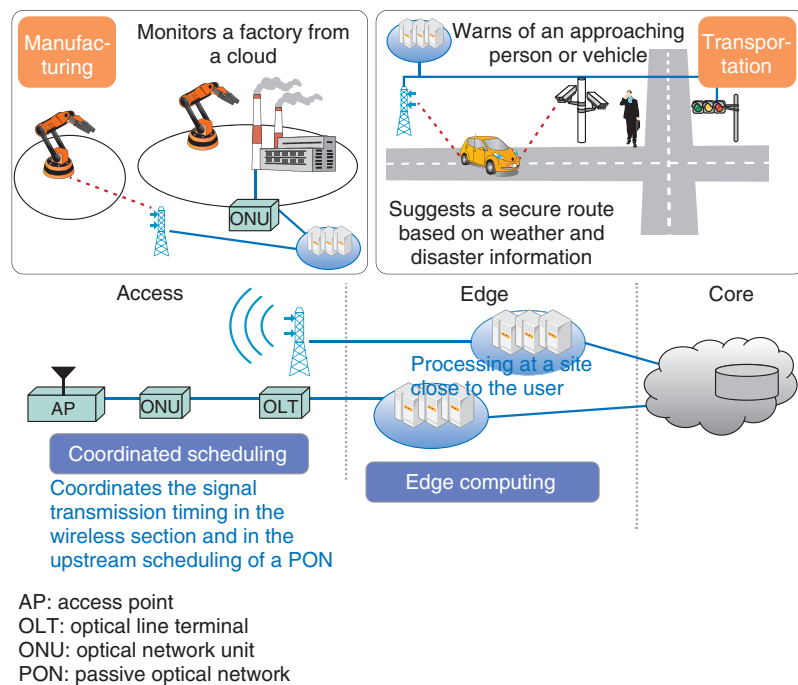 Manufac-
turing
Monitors a factory from
a cloud
ONU
Warns of an approaching
person or vehicle
Transpor-
tation
Suggests a secure route
based on weather and
disaster information
Access
Edge
Core
Processing at a site
close to the user
AP
ONU
OLT
Coordinated scheduling
Edge computing
Coordinates the signal
transmission timing in the
wireless section and in the
upstream scheduling of a PON
AP: access point
OLT: optical line terminal
ONU: optical network unit
PON: passive optical network